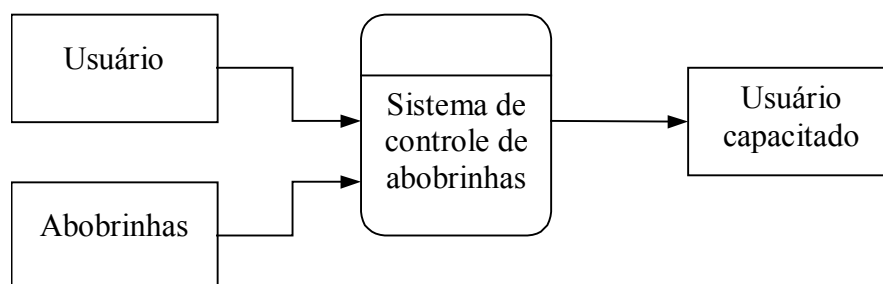 Usuário
Abobrinhas
Sistema de
controle de
abobrinhas
Usuário
capacitado